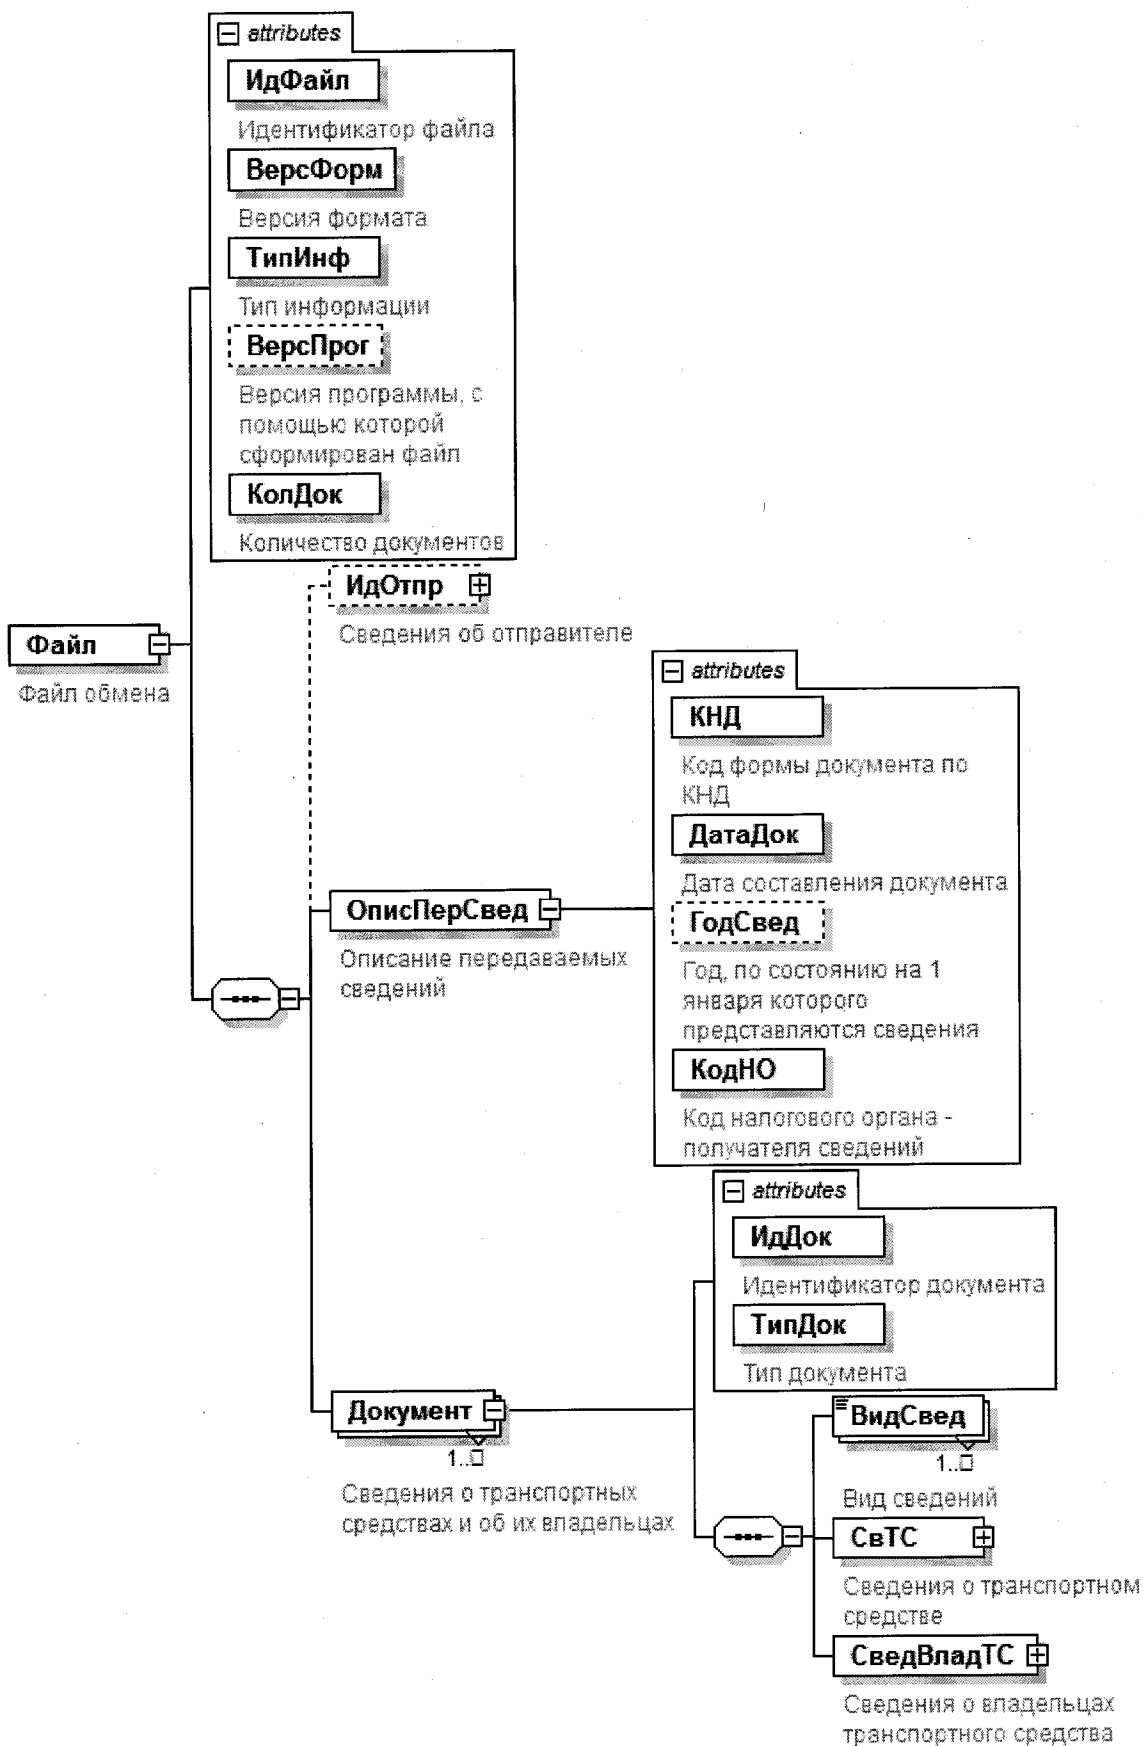 attributes
ИдФайл
Идентификатор файла
ВерсФорм
Версия формата
ТипИнф
Тип информации
ВерсПрог
Версия программы, с
помощью которой
сформирован файл
КолДок
Количество документов
Файл
Файл обмена
ИдОтпр
Сведения об отправителе
ОписПерСвед
Описание передаваемых
сведений
attributes
КНД
Код формы документа по
КНД
ДатаДок
Дата составления документа
ГодСвед
Год, по состоянию на 1
января которого
представляются сведения
КодНО
Код налогового органа -
получателя сведений
Документ
1..□
Сведения о транспортных
средствах и об их владельцах
attributes
ИдДок
Идентификатор документа
ТипДок
Тип документа
ВидСвед
1..□
Вид сведений
СвТС
Сведения о транспортном
средстве
СведВладТС
Сведения о владельцах
транспортного средства